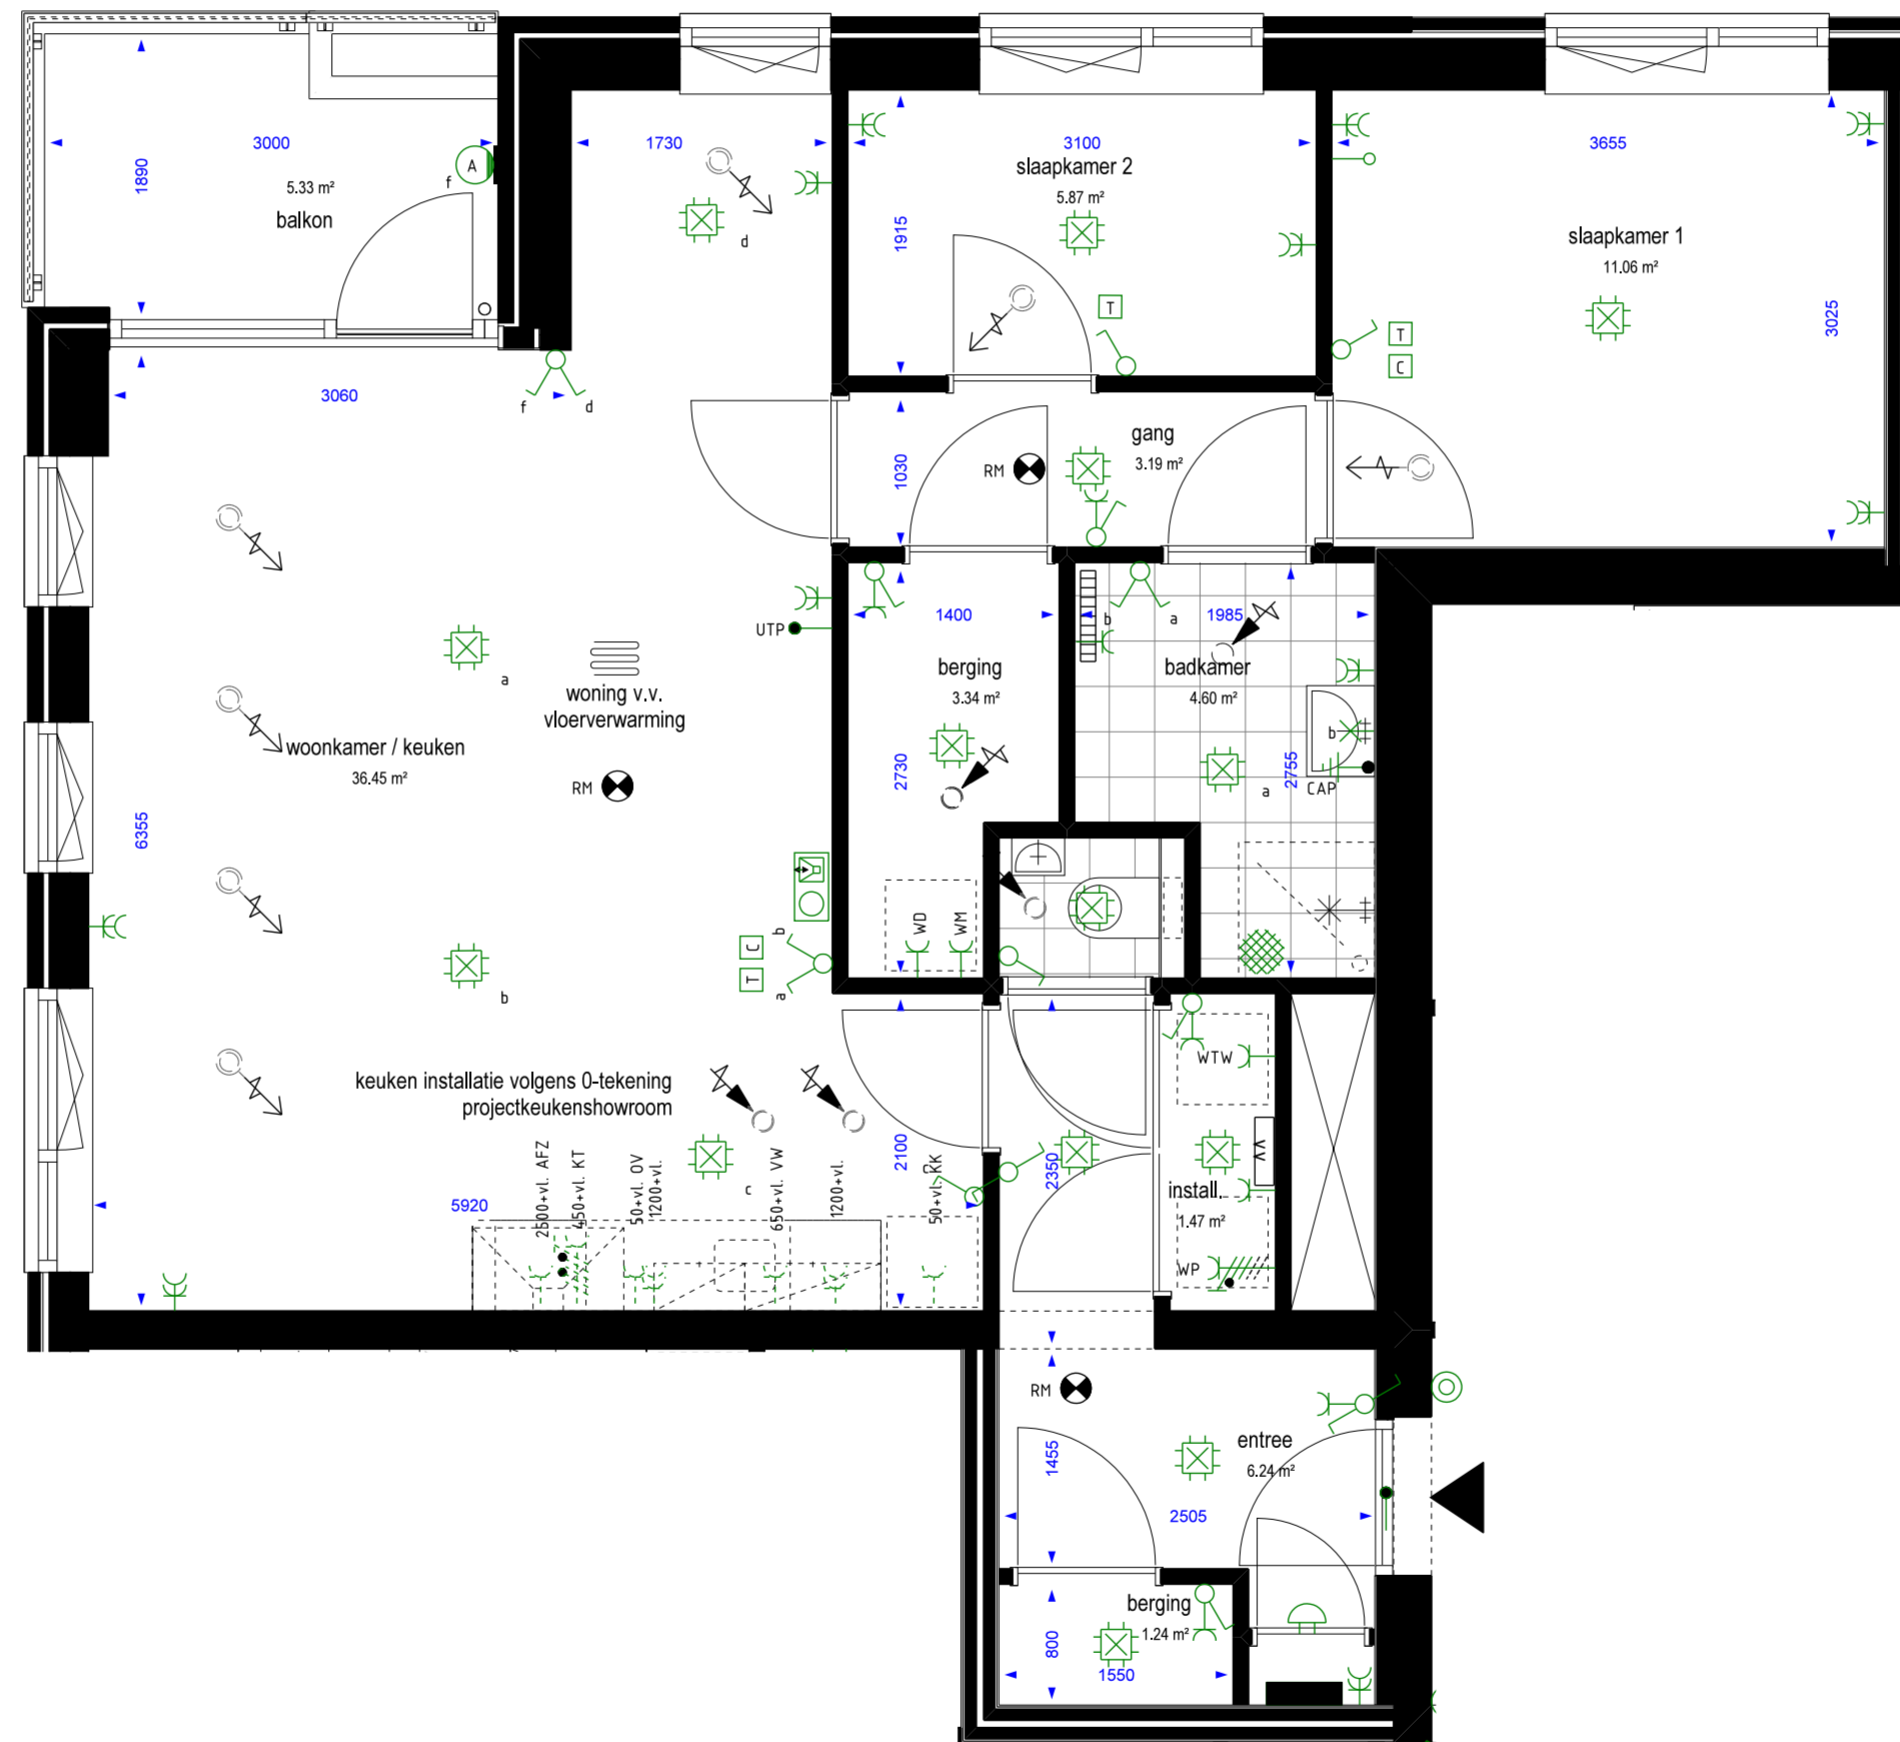 3000
1890
5.33 m²
balkon
f
A
1730
d
3100
slaapkamer 2
5.87 m²
1915
T
3655
slaapkamer 1
11.06 m²
3025
T
C
3060
f
d
1030
RM
gang
3.19 m²
UTP
1400
berging
3.34 m²
2730
WD
WM
b
a
1985
badkamer
4.60 m²
b
2755
a
CAP
a
woning v.v.
vloerverwarming
woonkamer / keuken
36.45 m²
RM
6355
b
C
b
T
a
keuken installatie volgens 0-tekening
projectkeukenshowroom
2100
2350
WTW
VV
install.
1.47 m²
WP
5920
2600+vl. AFZ
450+vl. KT
50+vl. OV
1200+vl.
c
650+vl. VW
1200+vl.
50+vl. KK
c
RM
1455
entree
6.24 m²
2505
berging
1.24 m²
800
1550